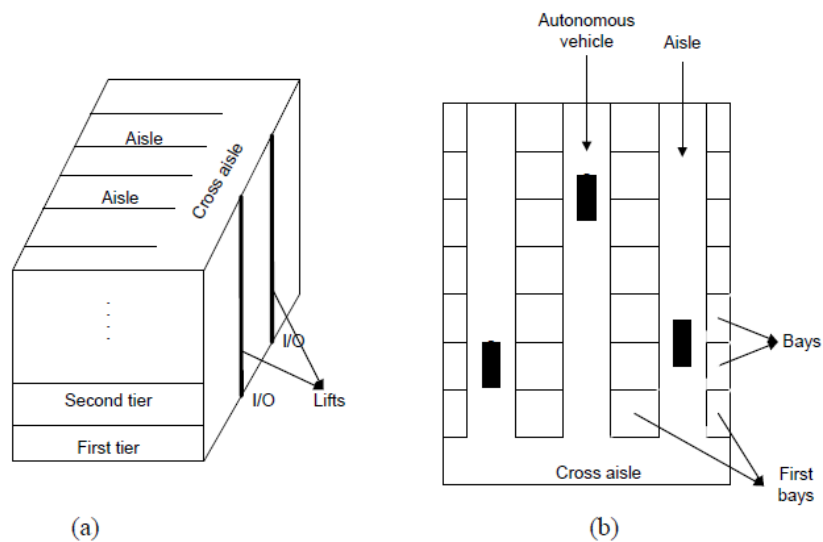 Aisle
Aisle
Cross aisle
I/O
I/O
Lifts
Second tier
First tier
(a)
Autonomous
vehicle
Aisle
Bays
Cross aisle
First
bays
(b)